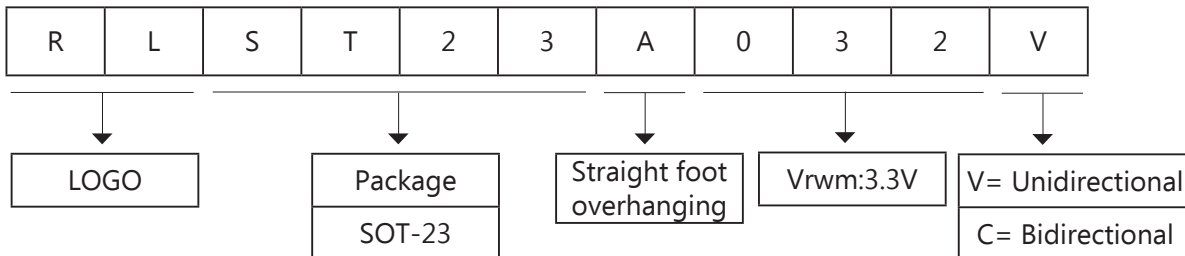 R L S T 2 3 A 0 3 2 V
LOGO
Package
SOT-23
Straight foot
overhanging
Vrwm:3.3V
V= Unidirectional
C= Bidirectional